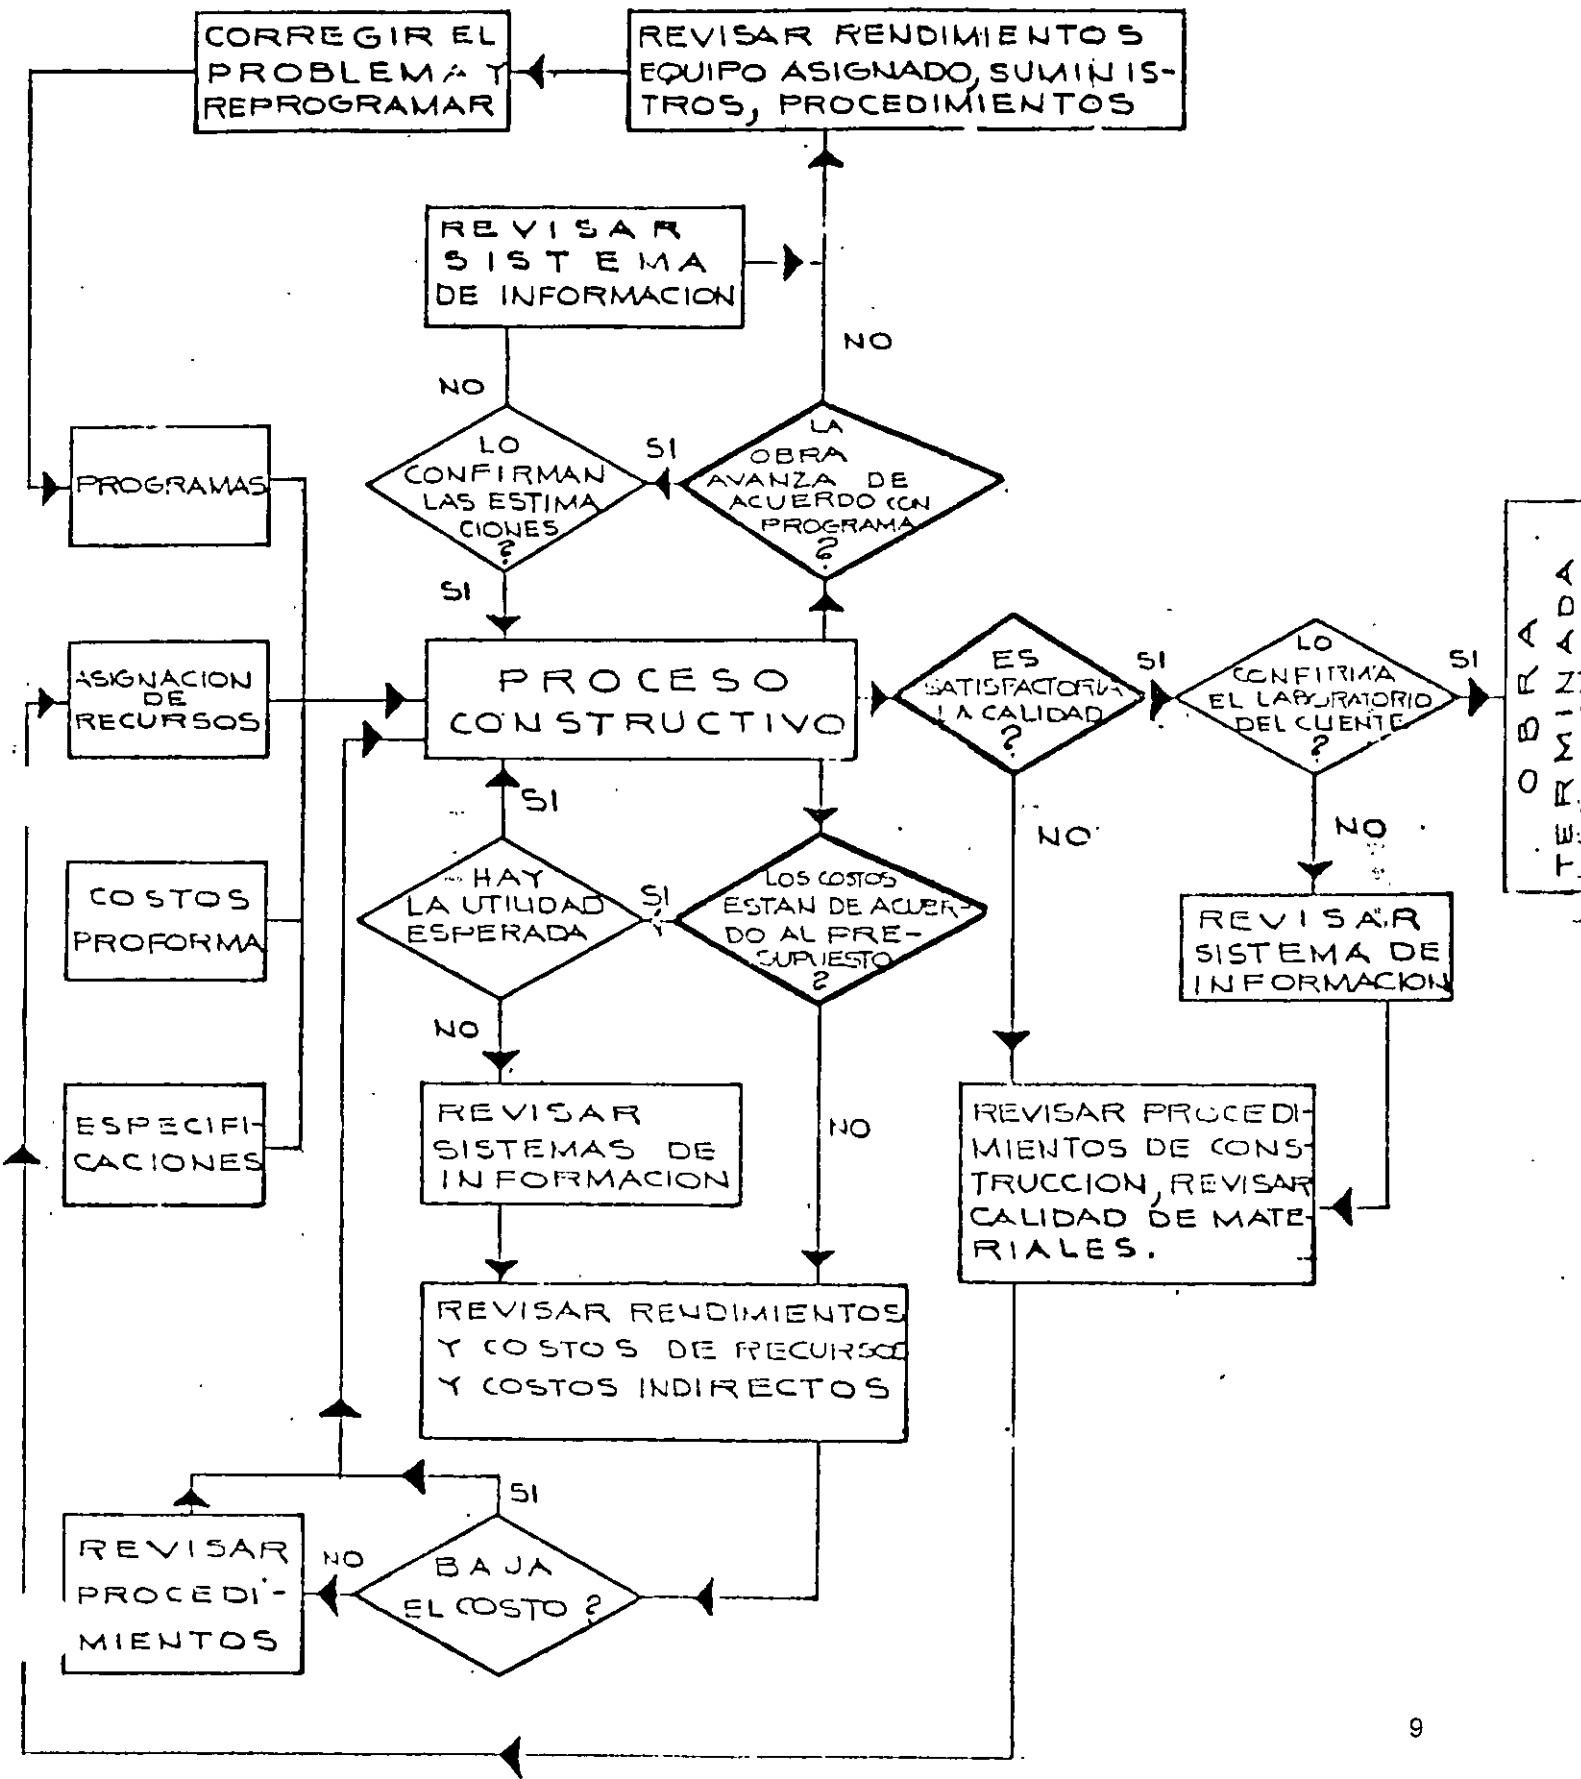 CORREGIR EL
PROBLEMA Y
REPROGRAMAR
REVISAR RENDIMIENTOS
EQUIPO ASIGNADO, SUMINIS-
TROS, PROCEDIMIENTOS
REVISAR
SISTEMA
DE INFORMACION
NO
NO
PROGRAMAS
LO
CONFIRMAN
LAS ESTIMA
CIONES
?
SI
LA
OBRA
AVANZA DE
ACUERDO CON
PROGRAMA
?
SI
ASIGNACION
DE
RECURSOS
PROCESO
CONSTRUCTIVO
ES
SATISFACTORIA
LA CALIDAD
?
SI
LO
CONFIRMA
EL LABORATORIO
DEL CLIENTE
?
SI
OBRA
TERMINADA
SI
NO
NO
COSTOS
PROFORMA
HAY
LA UTILIDAD
ESPERADA
SI
LOS COSTOS
ESTAN DE ACUER-
DO AL PRE-
SUPUESTO
?
REVISAR
SISTEMA DE
INFORMACION
NO
NO
ESPECIFI-
CACIONES
REVISAR
SISTEMAS DE
INFORMACION
REVISAR PROCEDI-
MIENTOS DE CONS-
TRUCCION, REVISAR
CALIDAD DE MATE-
RIALES.
REVISAR RENDIMIENTOS
Y COSTOS DE RECURSOS
Y COSTOS INDIRECTOS
SI
REVISAR
PROCEDI-
MIENTOS
NO
BAJA
EL COSTO ?
9